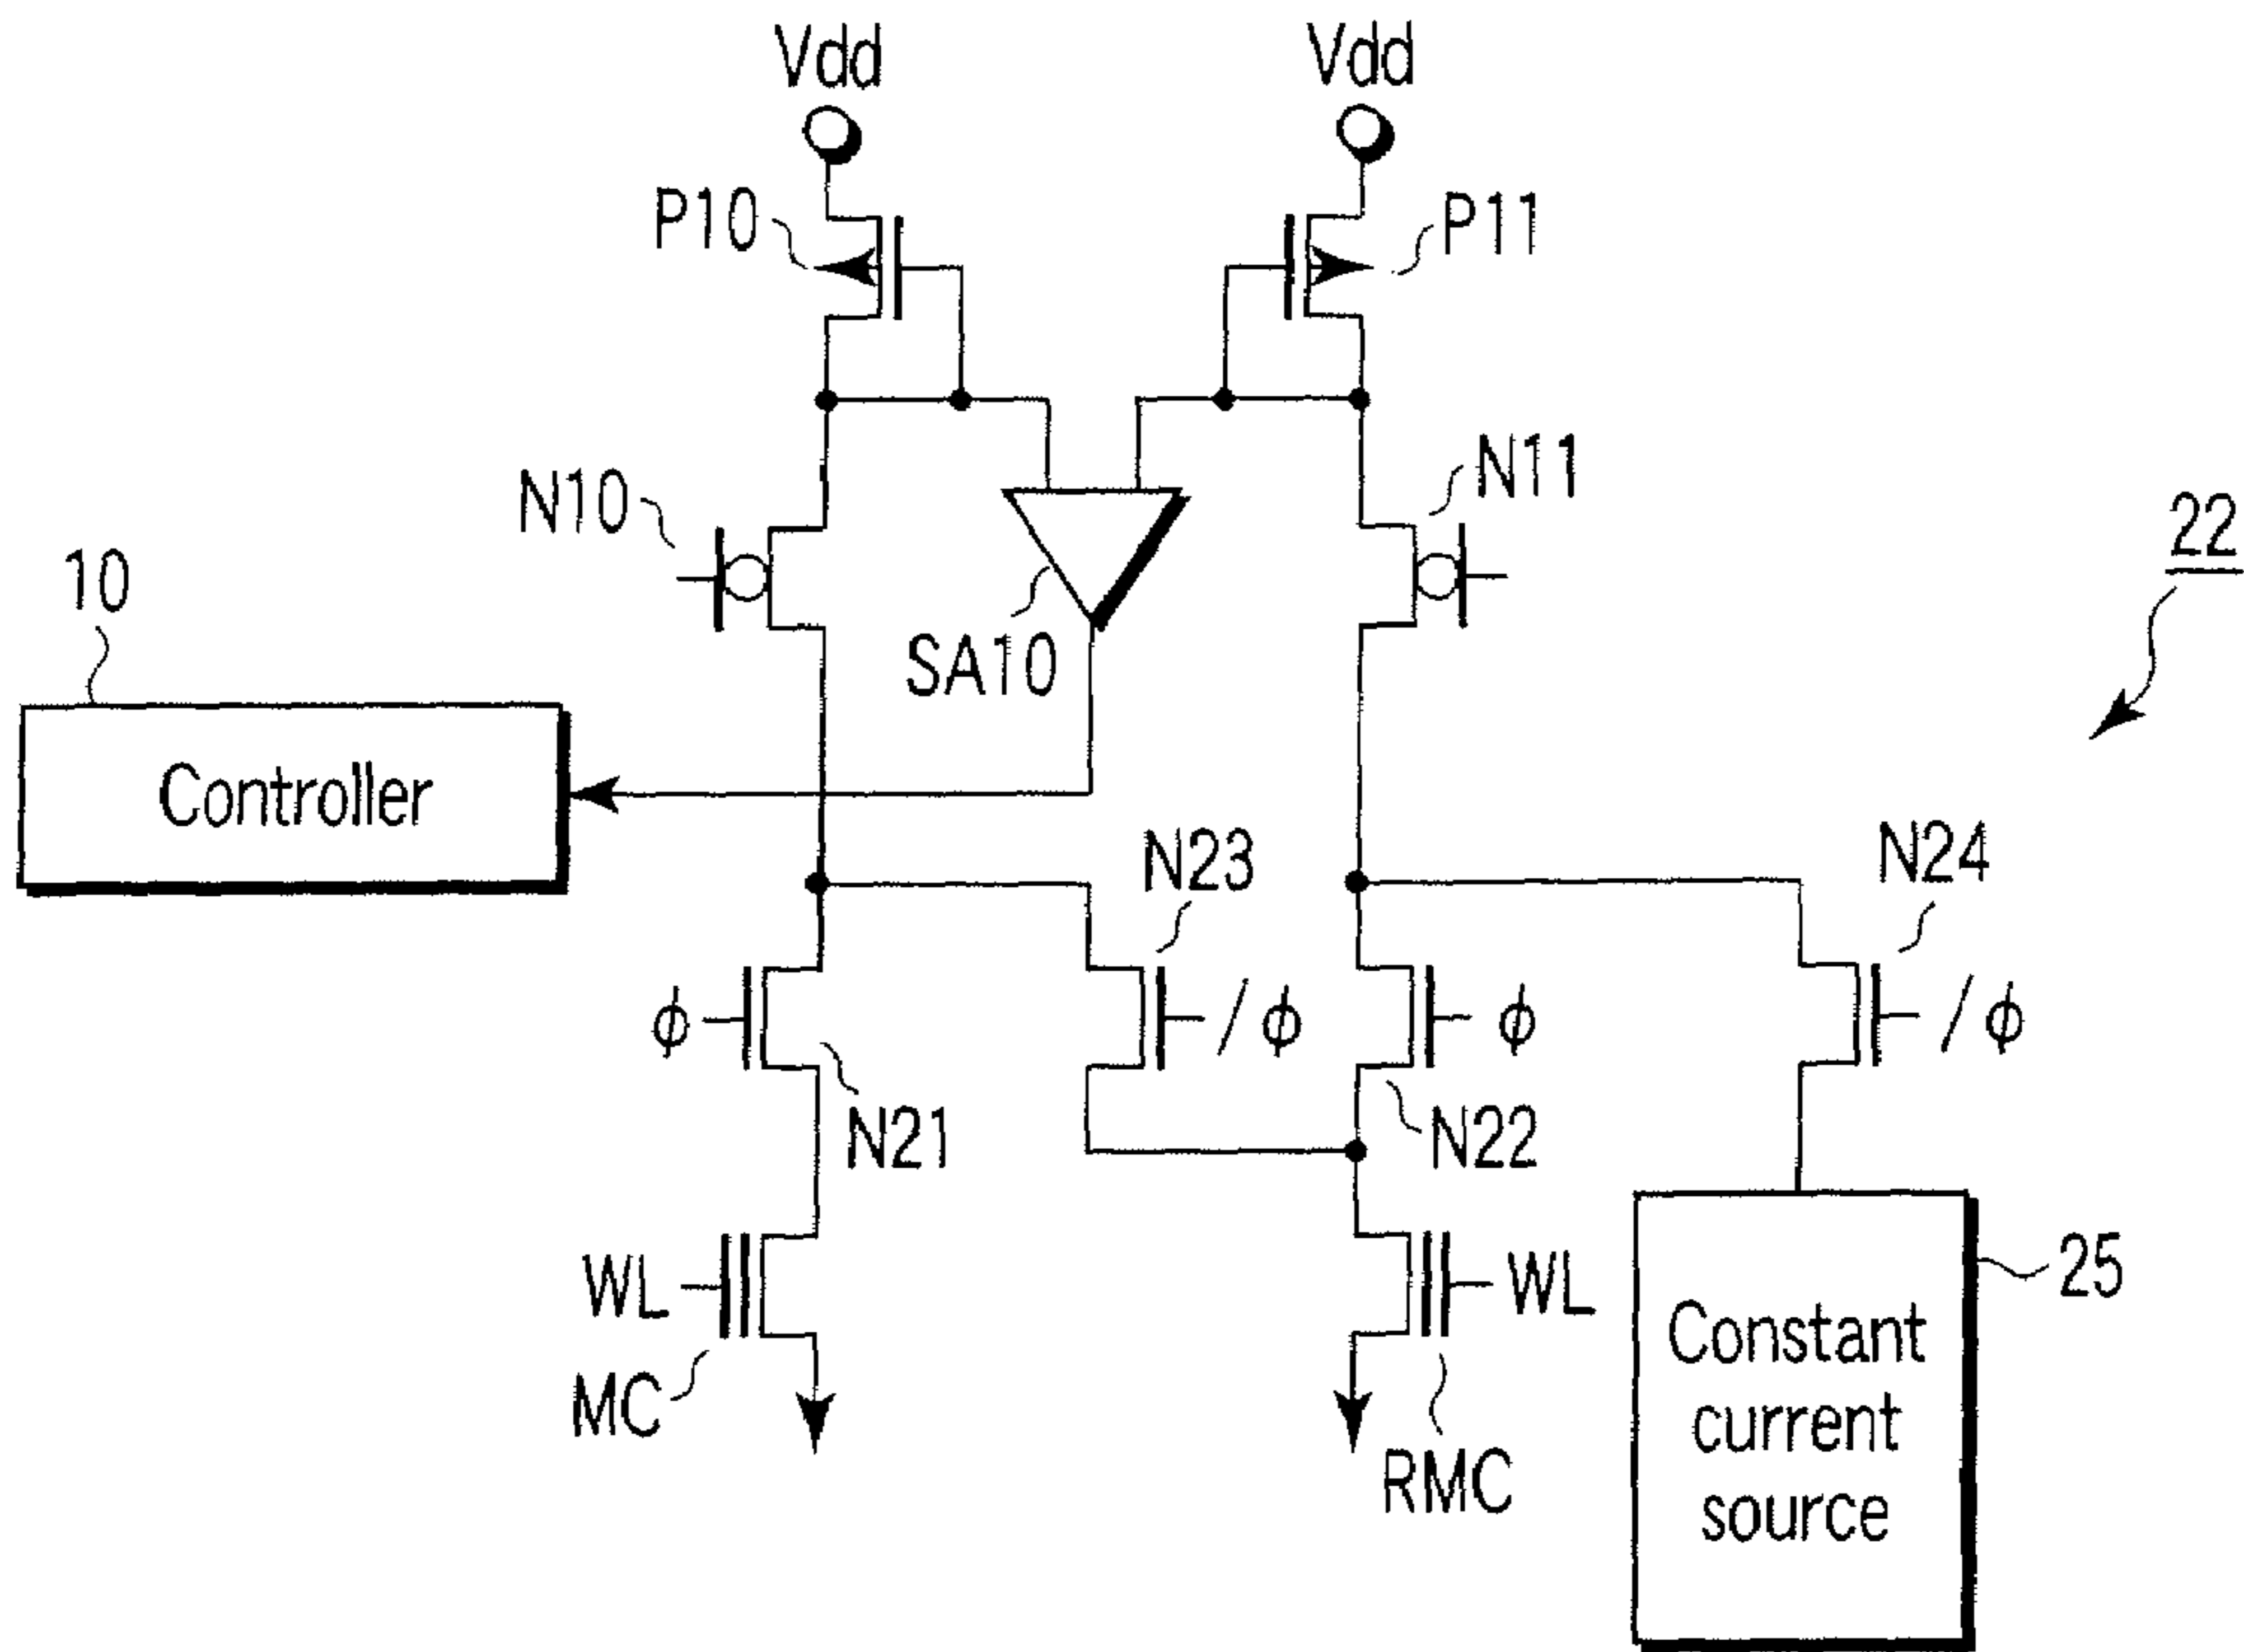 Vdd
Vdd
P10
P11
N10
N11
22
10
SA10
Controller
N23
N24
ϕ
/ϕ
ϕ
/ϕ
N21
N22
WL
WL
25
MC
RMC
Constant
current
source